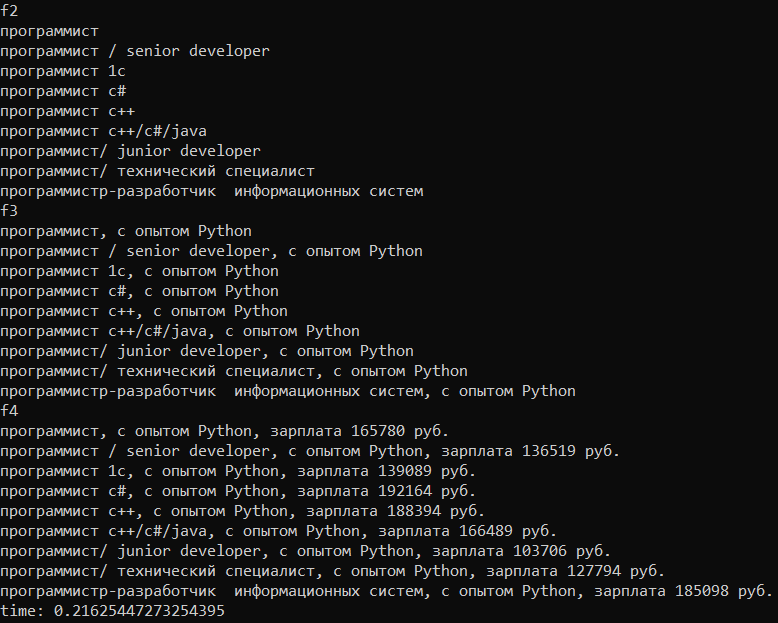 f2
программист
программист / senior developer
программист 1c
программист c#
программист c++
программист c++/c#/java
программист/ junior developer
программист/ технический специалист
программистр-разработчик  информационных систем
f3
программист, с опытом Python
программист / senior developer, с опытом Python
программист 1c, с опытом Python
программист c#, с опытом Python
программист c++, с опытом Python
программист c++/c#/java, с опытом Python
программист/ junior developer, с опытом Python
программист/ технический специалист, с опытом Python
программистр-разработчик  информационных систем, с опытом Python
f4
программист, с опытом Python, зарплата 165780 руб.
программист / senior developer, с опытом Python, зарплата 136519 руб.
программист 1c, с опытом Python, зарплата 139089 руб.
программист c#, с опытом Python, зарплата 192164 руб.
программист c++, с опытом Python, зарплата 188394 руб.
программист c++/c#/java, с опытом Python, зарплата 166489 руб.
программист/ junior developer, с опытом Python, зарплата 103706 руб.
программист/ технический специалист, с опытом Python, зарплата 127794 руб.
программистр-разработчик  информационных систем, с опытом Python, зарплата 185098 руб.
time: 0.21625447273254395